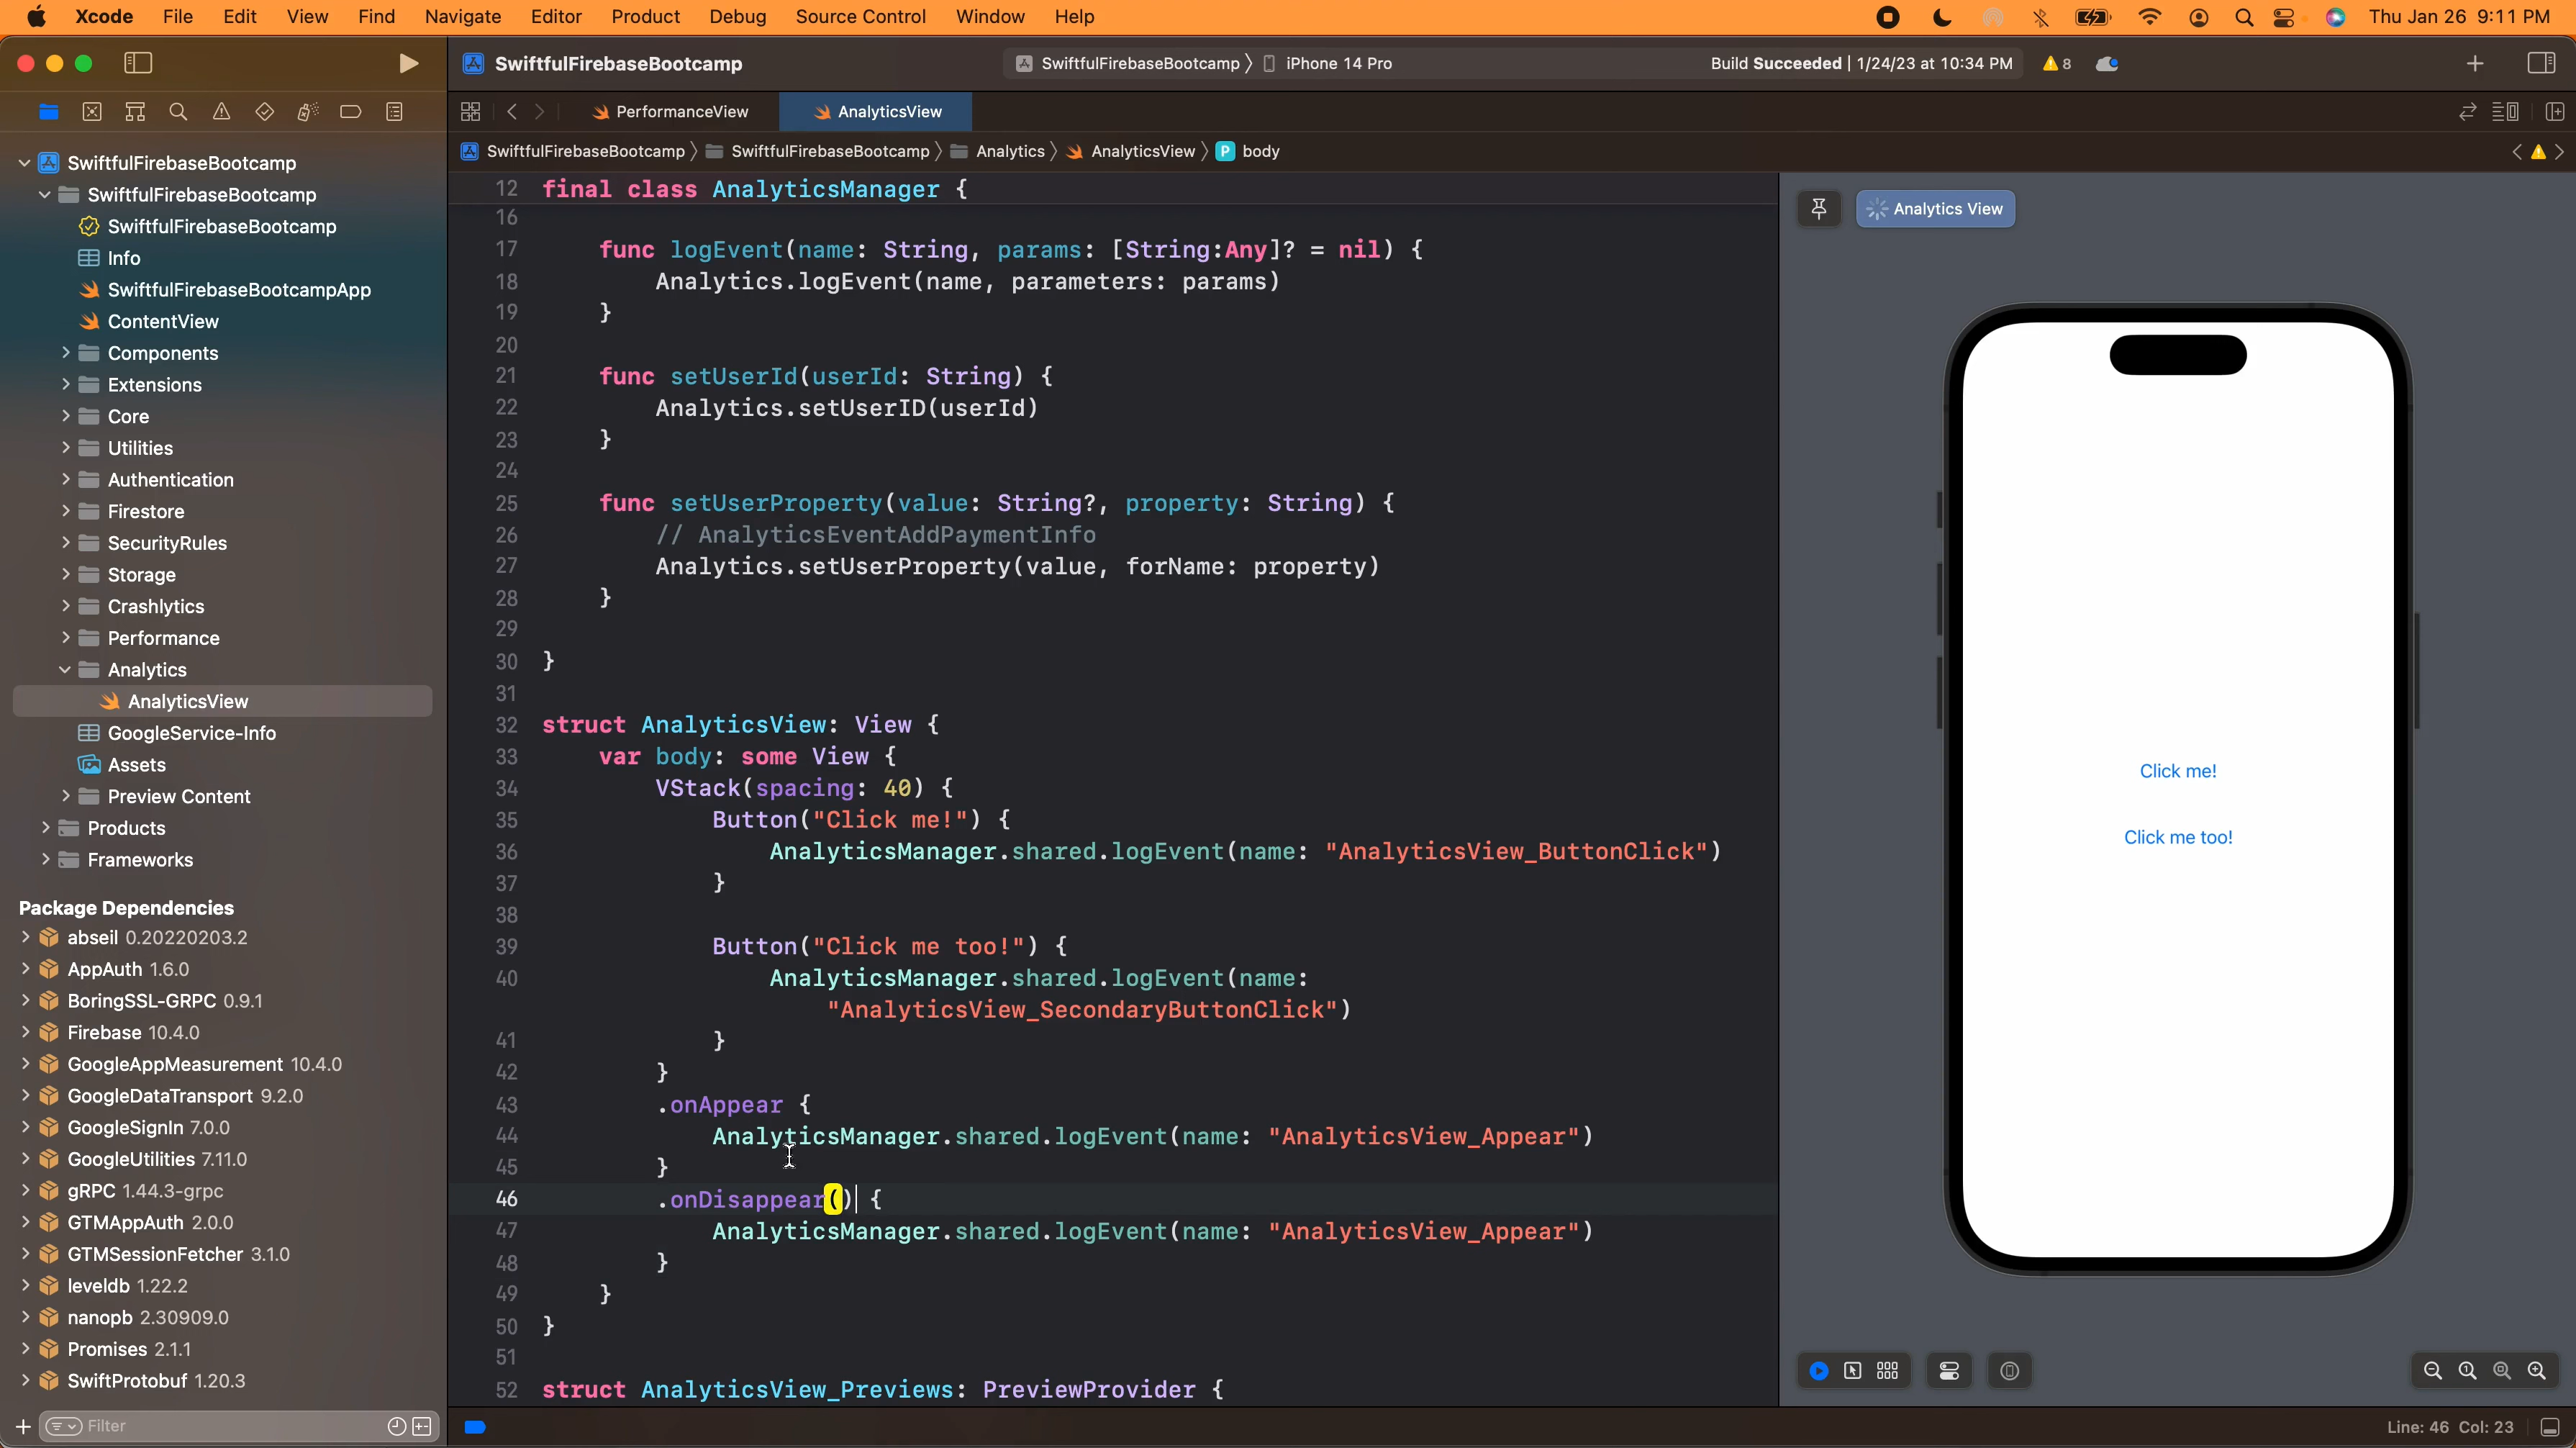 Xcode File Edit View Find Navigate Editor Product Debug Source Control Window Help Thu Jan 26 9:11 PM
SwiftfulFirebaseBootcamp SwiftfulFirebaseBootcamp iPhone 14 Pro Build Succeeded | 1/24/23 at 10:34 PM 8
PerformanceView AnalyticsView
SwiftfulFirebaseBootcamp SwiftfulFirebaseBootcamp Analytics AnalyticsView P body
SwiftfulFirebaseBootcamp
SwiftfulFirebaseBootcamp
SwiftfulFirebaseBootcamp
Info
SwiftfulFirebaseBootcampApp
ContentView
Components
Extensions
Core
Utilities
Authentication
Firestore
SecurityRules
Storage
Crashlytics
Performance
Analytics
AnalyticsView
GoogleService-Info
Assets
Preview Content
Products
Frameworks
Package Dependencies
abseil 0.20220203.2
AppAuth 1.6.0
BoringSSL-GRPC 0.9.1
Firebase 10.4.0
GoogleAppMeasurement 10.4.0
GoogleDataTransport 9.2.0
GoogleSignIn 7.0.0
GoogleUtilities 7.11.0
gRPC 1.44.3-grpc
GTMAppAuth 2.0.0
GTMSessionFetcher 3.1.0
leveldb 1.22.2
nanopb 2.30909.0
Promises 2.1.1
SwiftProtobuf 1.20.3
Filter
12 final class AnalyticsManager {
16
17 func logEvent(name: String, params: [String:Any]? = nil) {
18 Analytics.logEvent(name, parameters: params)
19 }
20
21 func setUserId(userId: String) {
22 Analytics.setUserID(userId)
23 }
24
25 func setUserProperty(value: String?, property: String) {
26 // AnalyticsEventAddPaymentInfo
27 Analytics.setUserProperty(value, forName: property)
28 }
29
30 }
31
32 struct AnalyticsView: View {
33 var body: some View {
34 VStack(spacing: 40) {
35 Button("Click me!") {
36 AnalyticsManager.shared.logEvent(name: "AnalyticsView_ButtonClick")
37 }
38
39 Button("Click me too!") {
40 AnalyticsManager.shared.logEvent(name:
"AnalyticsView_SecondaryButtonClick")
41 }
42 }
43 .onAppear {
44 AnalyticsManager.shared.logEvent(name: "AnalyticsView_Appear")
45 }
46 .onDisappear() {
47 AnalyticsManager.shared.logEvent(name: "AnalyticsView_Appear")
48 }
49 }
50 }
51
52 struct AnalyticsView_Previews: PreviewProvider {
Analytics View
Click me!
Click me too!
Line: 46 Col: 23